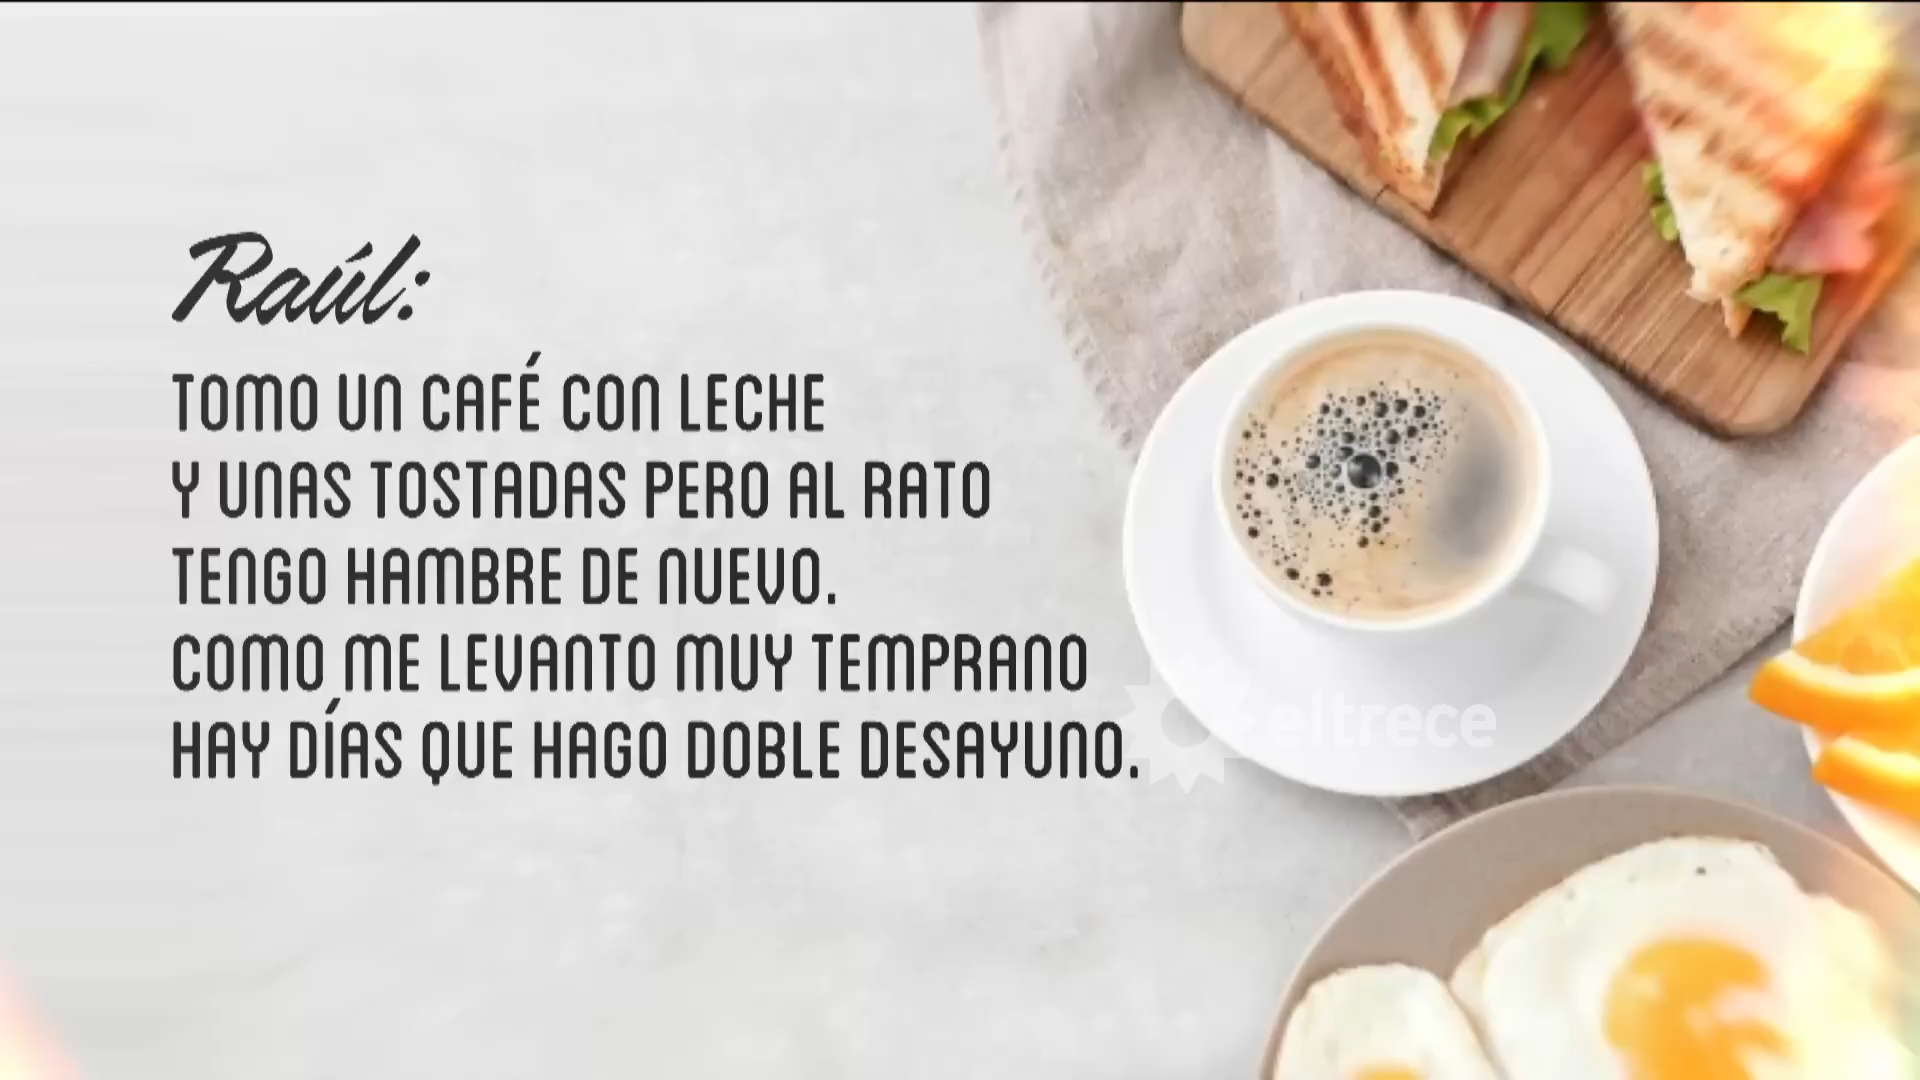 Raúl:
TOMO UN CAFÉ CON LECHE
Y UNAS TOSTADAS PERO AL RATO
TENGO HAMBRE DE NUEVO.
COMO ME LEVANTO MUY TEMPRANO
HAY DÍAS QUE HAGO DOBLE DESAYUNO.
eltrece